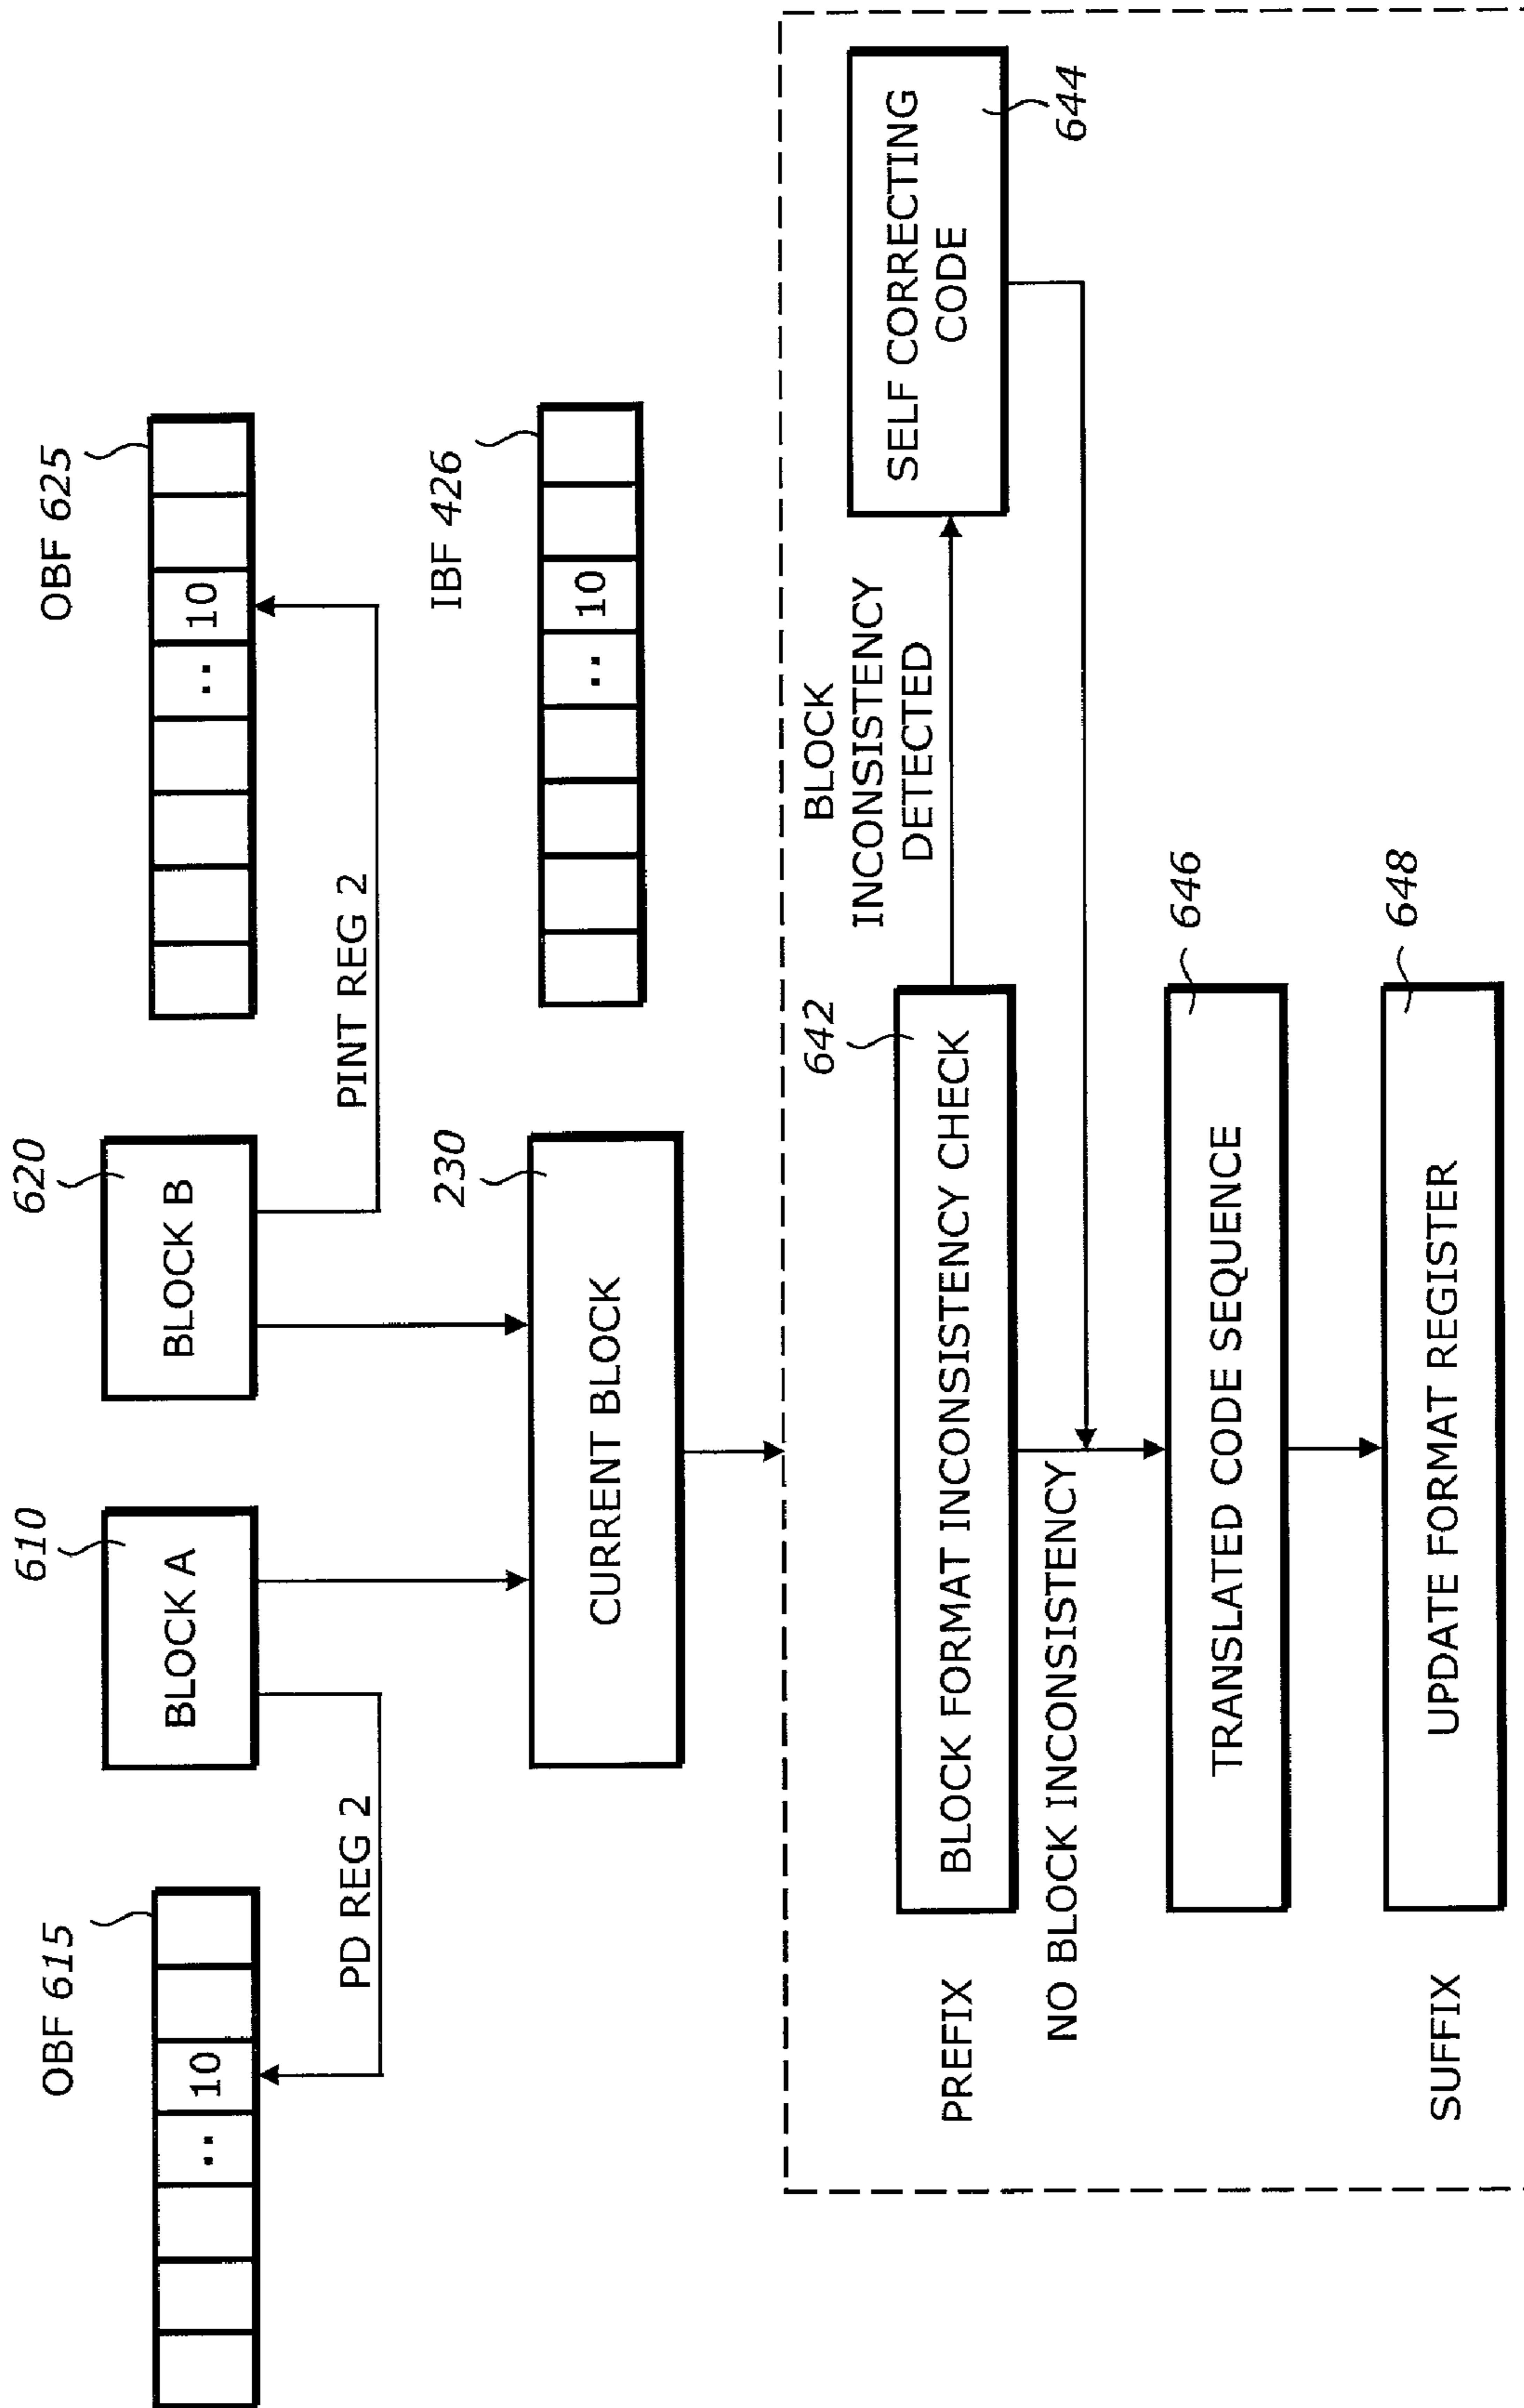 OBF 615
..
10
PD REG 2
610
BLOCK A
620
BLOCK B
PINT REG 2
OBF 625
..
10
230
CURRENT BLOCK
IBF 426
..
10
PREFIX
642
BLOCK FORMAT INCONSISTENCY CHECK
BLOCK
INCONSISTENCY
DETECTED
SELF CORRECTING
CODE
644
NO BLOCK INCONSISTENCY
646
TRANSLATED CODE SEQUENCE
SUFFIX
648
UPDATE FORMAT REGISTER